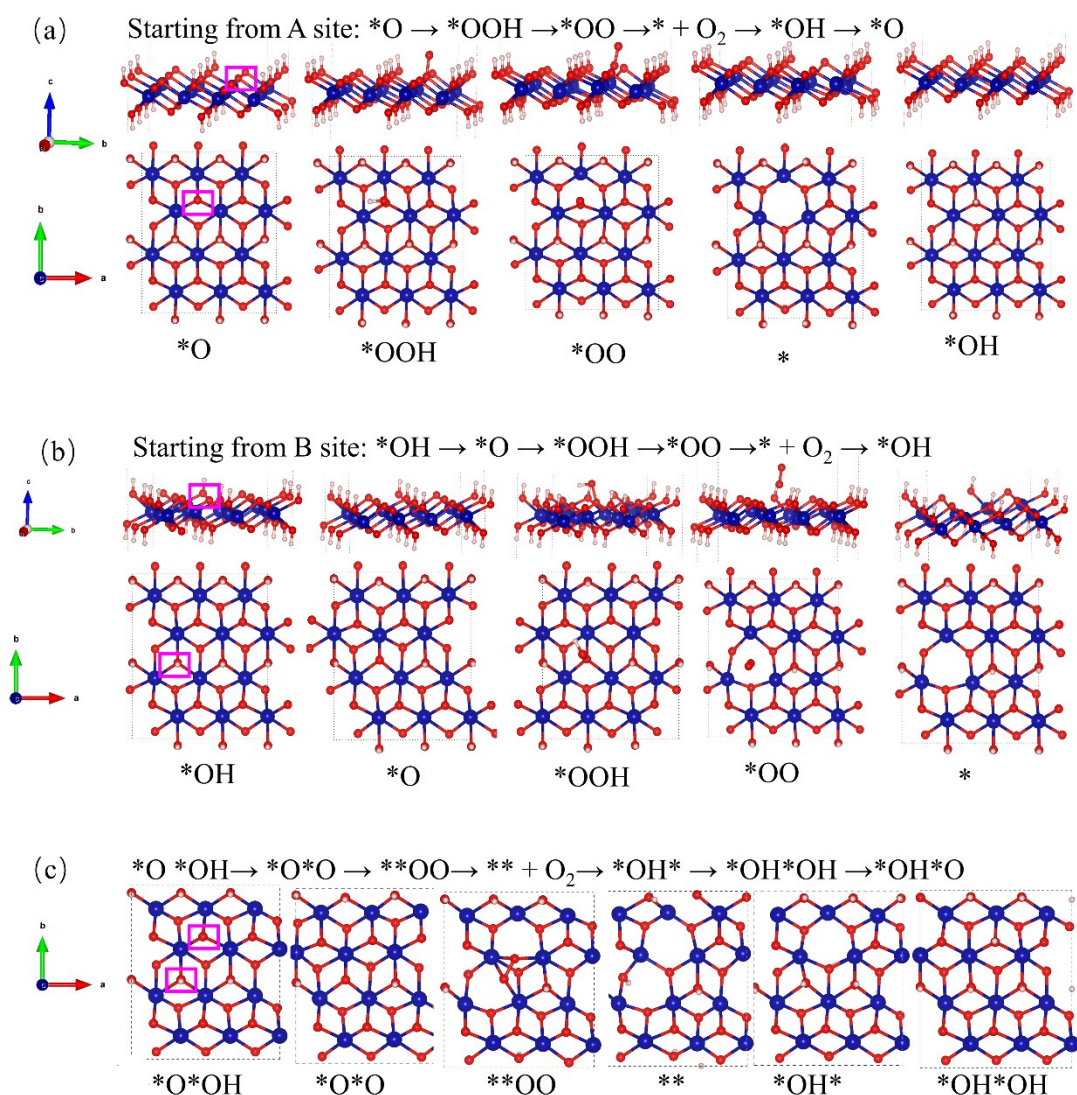 (a)
Starting from A site: *O → *OOH →*OO →* + O₂ → *OH → *O
c
b
b
a
*O
*OOH
*OO
*
*OH
(b)
Starting from B site: *OH → *O → *OOH →*OO →* + O₂ → *OH
c
b
b
a
*OH
*O
*OOH
*OO
*
(c)
*O *OH→ *O*O → **OO → ** + O₂→ *OH* → *OH*OH →*OH*O
b
a
*O*OH
*O*O
**OO
**
*OH*
*OH*OH